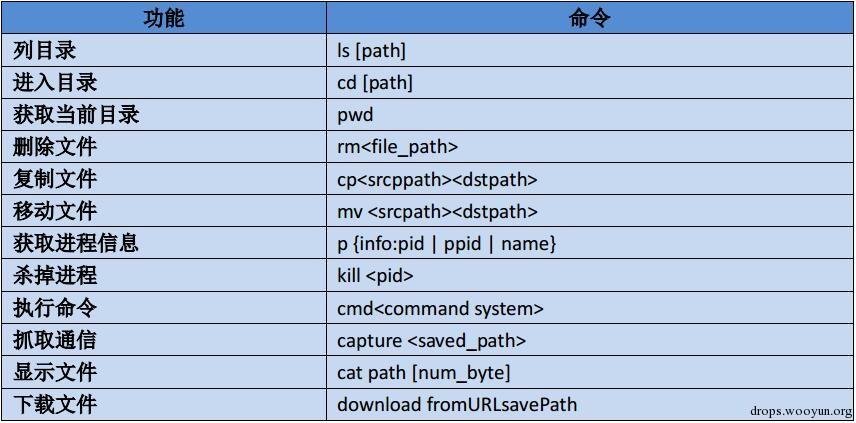 功能 命令
列目录 ls [path]
进入目录 cd [path]
获取当前目录 pwd
删除文件 rm<file_path>
复制文件 cp<srcppath><dstpath>
移动文件 mv <srcpath><dstpath>
获取进程信息 p {info:pid | ppid | name}
杀掉进程 kill <pid>
执行命令 cmd<command system>
抓取通信 capture <saved_path>
显示文件 cat path [num_byte]
下载文件 download fromURLsavePath
drops.wooyun.org